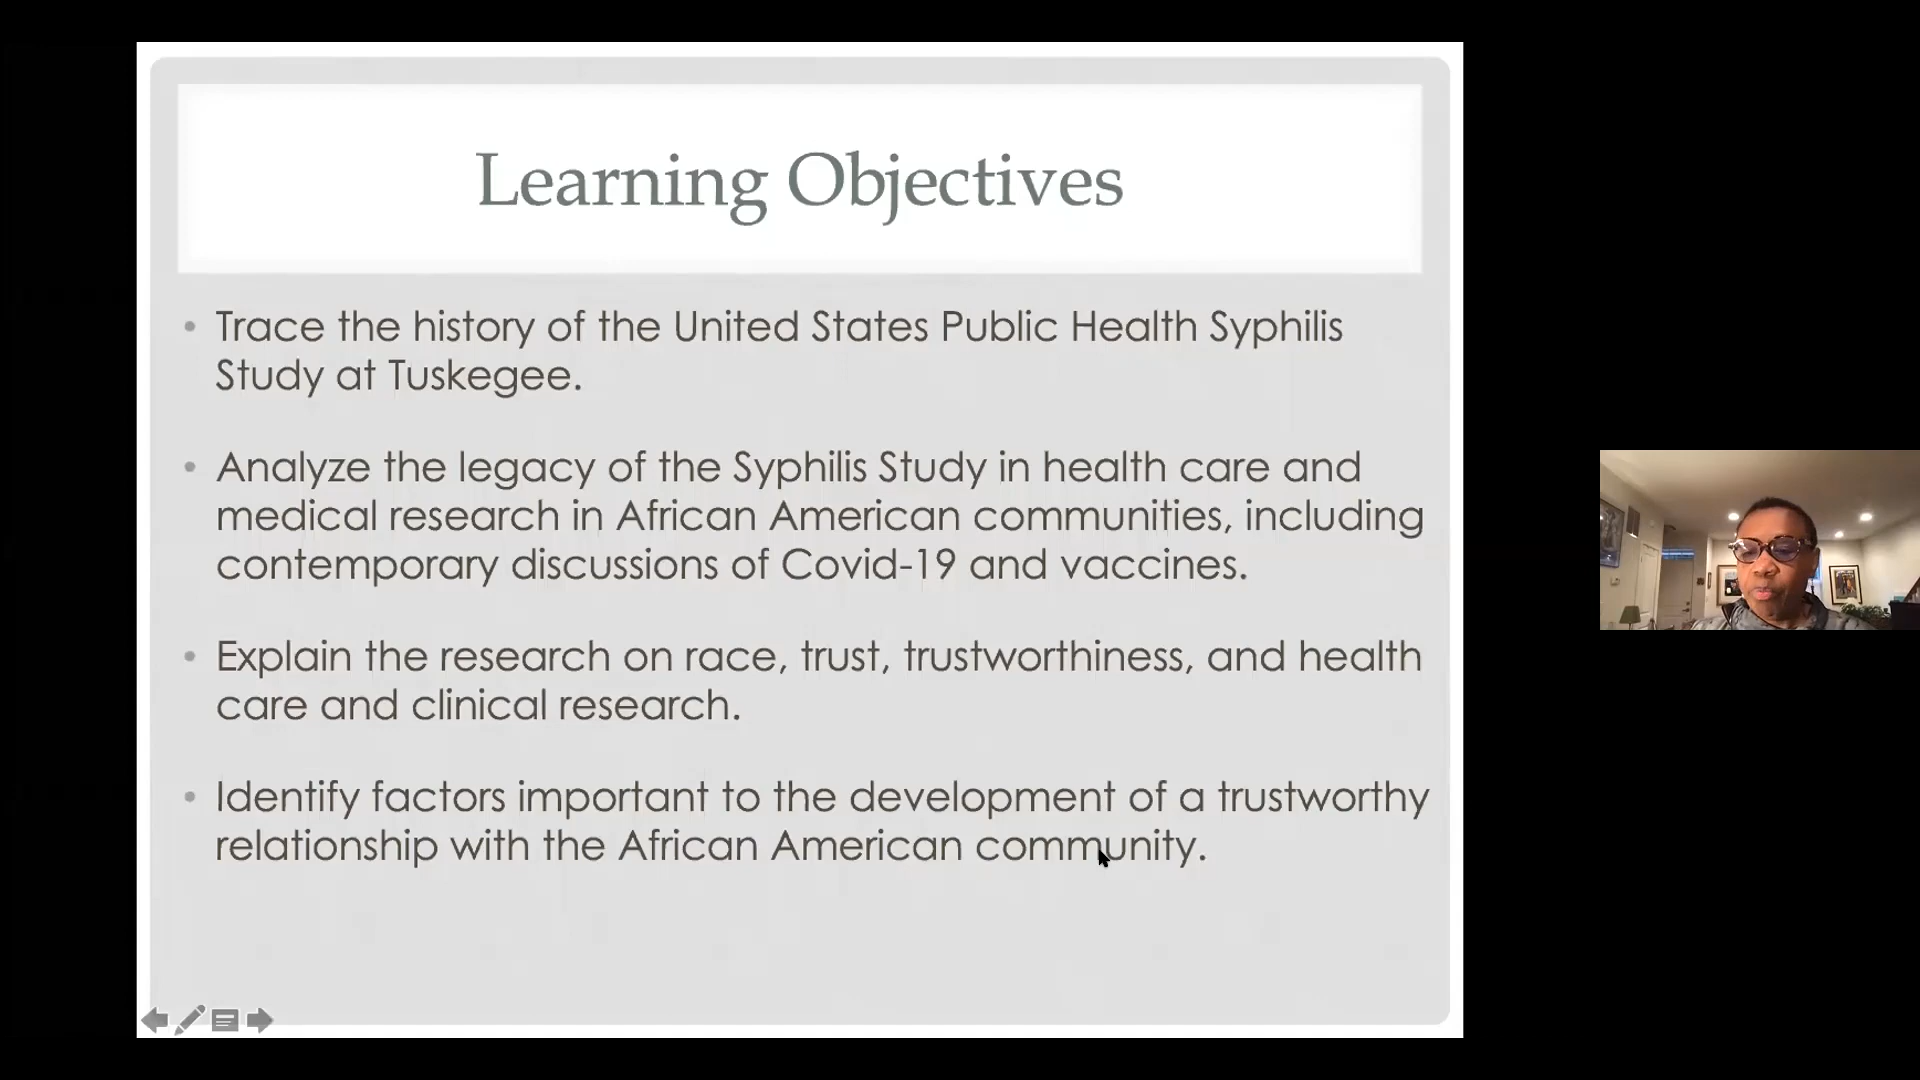 Learning Objectives
• Trace the history of the United States Public Health Syphilis
Study at Tuskegee.
• Analyze the legacy of the Syphilis Study in health care and
medical research in African American communities, including
contemporary discussions of Covid-19 and vaccines.
• Explain the research on race, trust, trustworthiness, and health
care and clinical research.
• Identify factors important to the development of a trustworthy
relationship with the African American community.